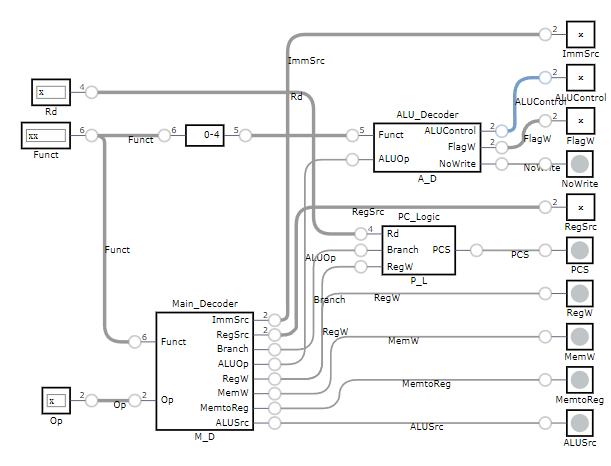 2
x
ImmSrc
ImmSrc
4
x
Rd
Rd
2
x
ALUControl
ALUControl
6
xx
Funct
Funct
6
0-4
5
5
ALU_Decoder
Funct
ALUOp
ALUControl
FlagW
NoWrite
A_D
2
2
FlagW
2
x
FlagW
NoWrite
NoWrite
RegSrc
2
x
RegSrc
PC_Logic
4
Rd
Branch
RegW
PCS
P_L
PCS
PCS
Funct
ALUOp
Branch
RegW
RegW
RegW
MemW
MemW
MemtoReg
MemtoReg
ALUSrc
ALUSrc
Main_Decoder
6
Funct
2
Op
ImmSrc
RegSrc
Branch
ALUOp
RegW
MemW
MemtoReg
ALUSrc
M_D
2
2
x
2
Op
Op